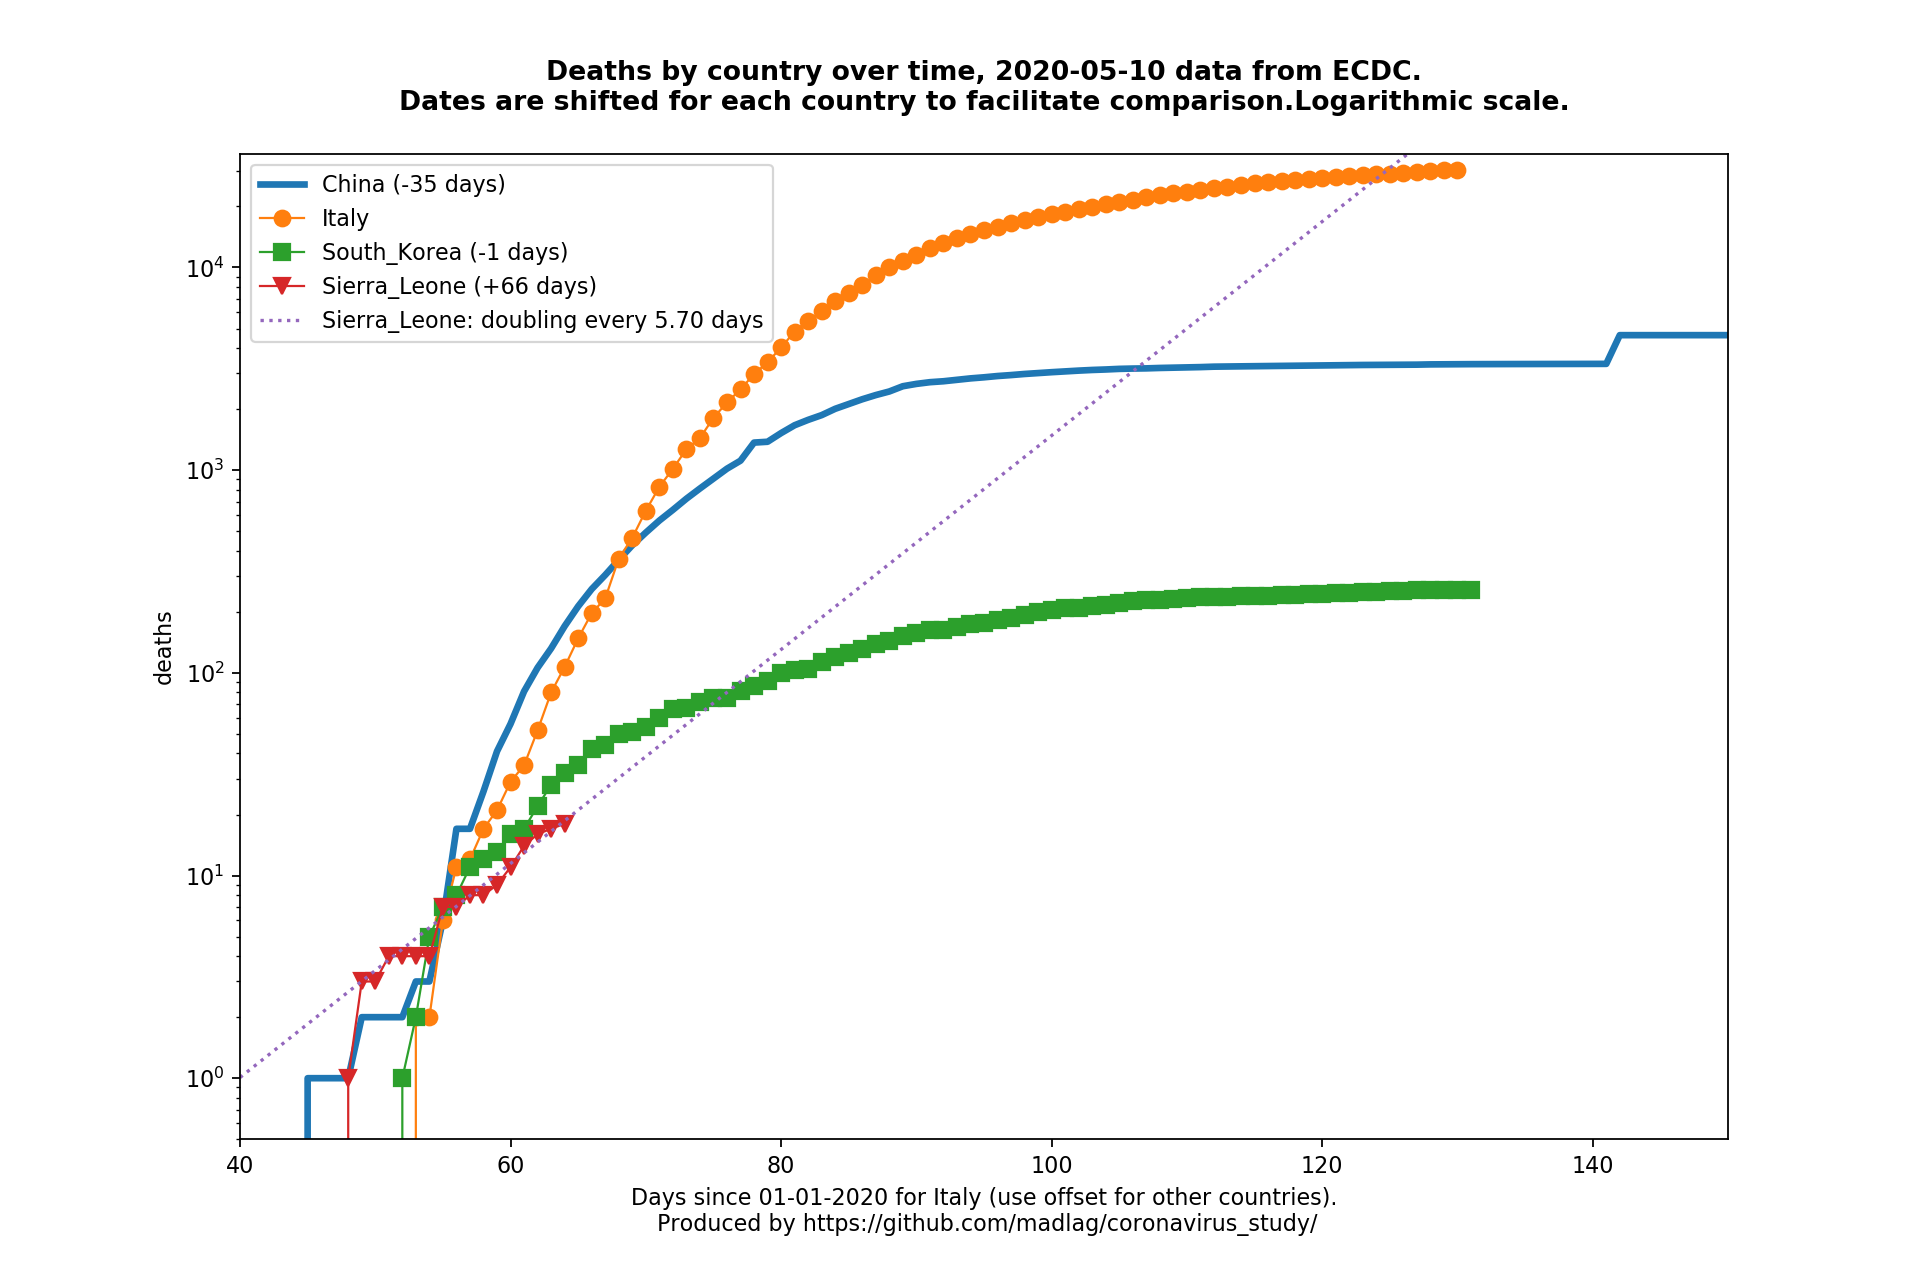 Deaths by country over time, 2020-05-10 data from ECDC.
Dates are shifted for each country to facilitate comparison.Logarithmic scale.
China (-35 days)
Italy
South_Korea (-1 days)
Sierra_Leone (+66 days)
Sierra_Leone: doubling every 5.70 days
10⁴
10³
10²
10¹
10⁰
deaths
40 60 80 100 120 140
Days since 01-01-2020 for Italy (use offset for other countries).
Produced by https://github.com/madlag/coronavirus_study/